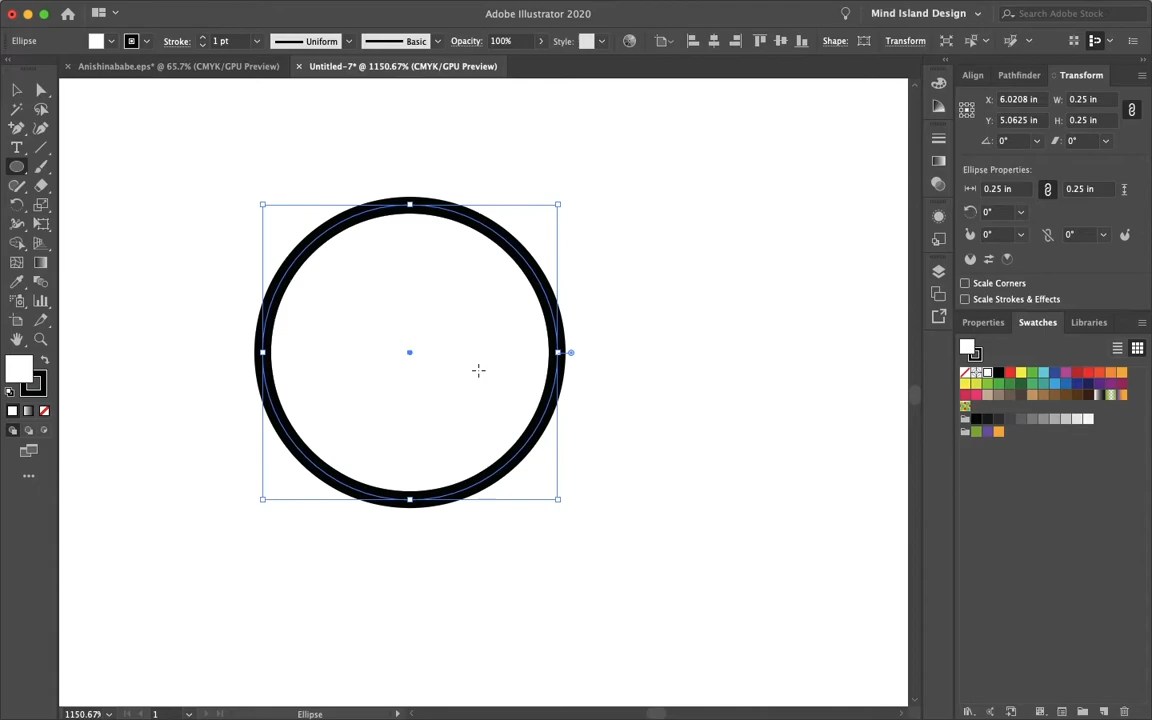 Adobe Illustrator 2020
Mind Island Design
Search Adobe Stock
Ellipse
Stroke:
1 pt
Uniform
Basic
Opacity:
100%
Style:
Shape:
Transform
× Anishinababe.eps* @ 65.7% (CMYK/GPU Preview)
× Untitled-7* @ 1150.67% (CMYK/GPU Preview)
Align
Pathfinder
Transform
X: 6.0208 in
W: 0.25 in
Y: 5.0625 in
H: 0.25 in
0°
0°
Ellipse Properties:
0.25 in
0.25 in
0°
0°
0°
Scale Corners
Scale Strokes & Effects
Properties
Swatches
Libraries
1150.67%
1
Ellipse